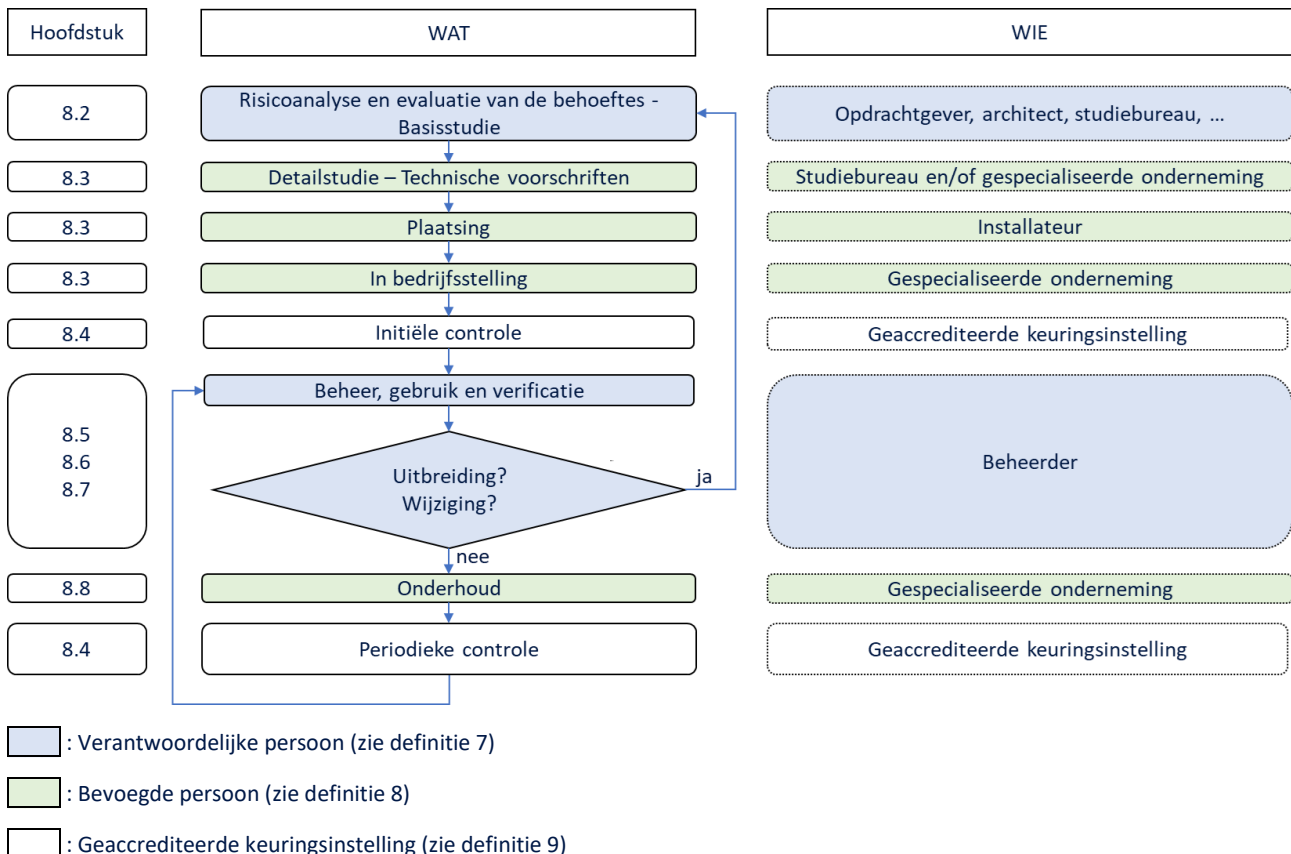 Hoofdstuk WAT WIE
8.2 Risicoanalyse en evaluatie van de behoeftes -
Basisstudie
Opdrachtgever, architect, studiebureau, ...
8.3 Detailstudie – Technische voorschriften Studiebureau en/of gespecialiseerde onderneming
8.3 Plaatsing Installateur
8.3 In bedrijfsstelling Gespecialiseerde onderneming
8.4 Initiële controle Geaccrediteerde keuringsinstelling
Beheer, gebruik en verificatie
8.5
8.6
8.7
Uitbreiding?
Wijziging?
ja
nee
Beheerder
8.8 Onderhoud Gespecialiseerde onderneming
8.4 Periodieke controle Geaccrediteerde keuringsinstelling
: Verantwoordelijke persoon (zie definitie 7)
: Bevoegde persoon (zie definitie 8)
: Geaccrediteerde keuringsinstelling (zie definitie 9)